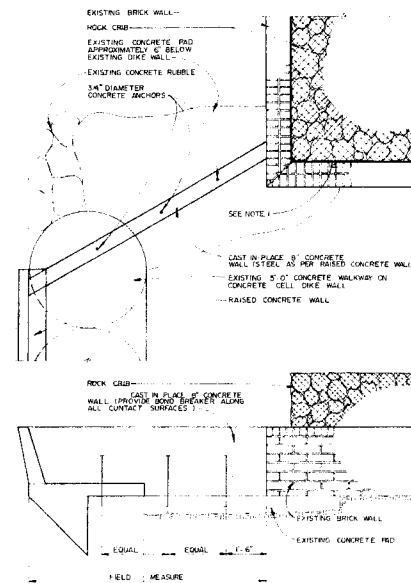 EXISTING BRICK WALL
ROCK CRIB
EXISTING CONCRETE PAD
APPROXIMATELY 6" BELOW
EXISTING DIKE WALL
EXISTING CONCRETE RUBBLE
3/4" DIAMETER
CONCRETE ANCHORS
SEE NOTE 1
CAST IN PLACE 8" CONCRETE
WALL (STEEL AS PER RAISED CONCRETE WALL
EXISTING 5'-0" CONCRETE WALKWAY ON
CONCRETE CELL DIKE WALL
RAISED CONCRETE WALL
ROCK CRIB
CAST IN PLACE 8" CONCRETE
WALL (PROVIDE BOND BREAKER ALONG
ALL CONTACT SURFACES)
EXISTING BRICK WALL
EXISTING CONCRETE PAD
EQUAL EQUAL 1'-6"
FIELD MEASURE